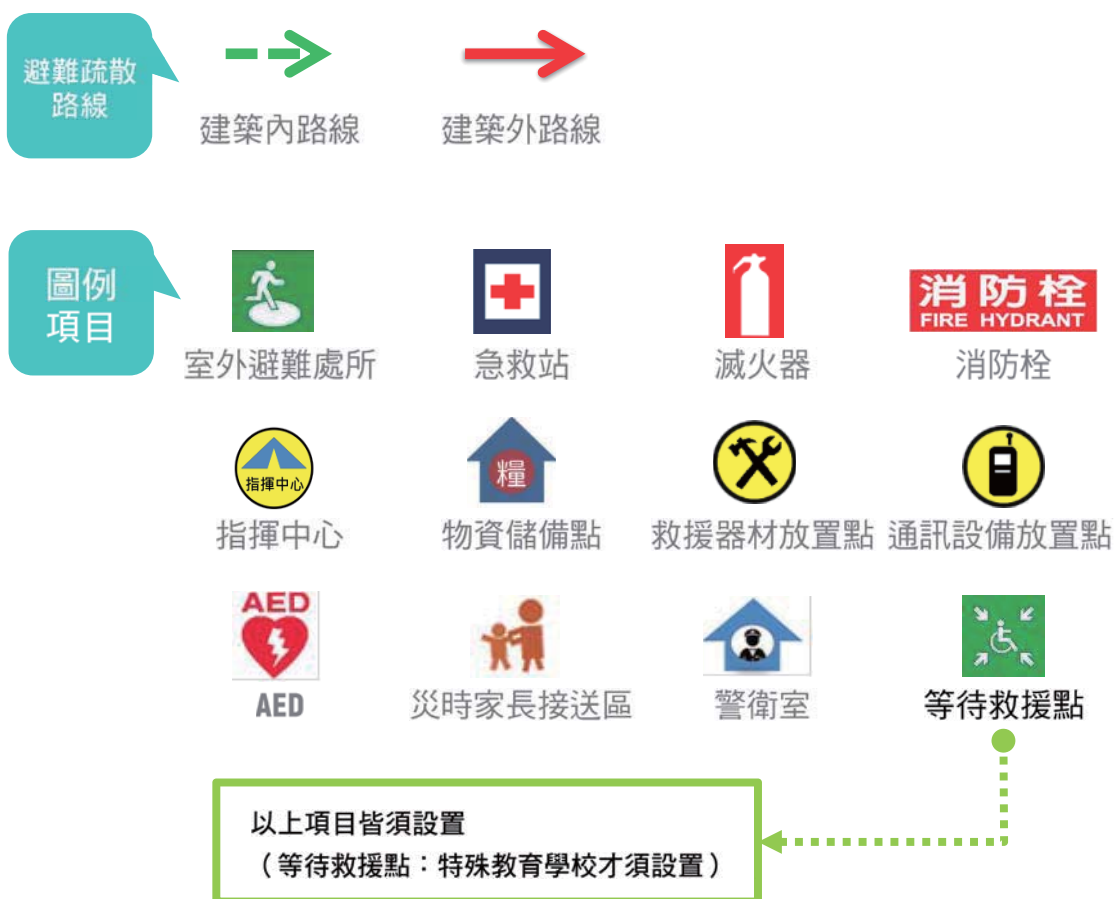 避難疏散
路線
建築內路線
建築外路線
圖例
項目
室外避難處所
急救站
滅火器
消防栓
FIRE HYDRANT
消防栓
指揮中心
指揮中心
糧
物資儲備點
救援器材放置點
通訊設備放置點
AED
AED
災時家長接送區
警衛室
等待救援點
以上項目皆須設置
（等待救援點：特殊教育學校才須設置）